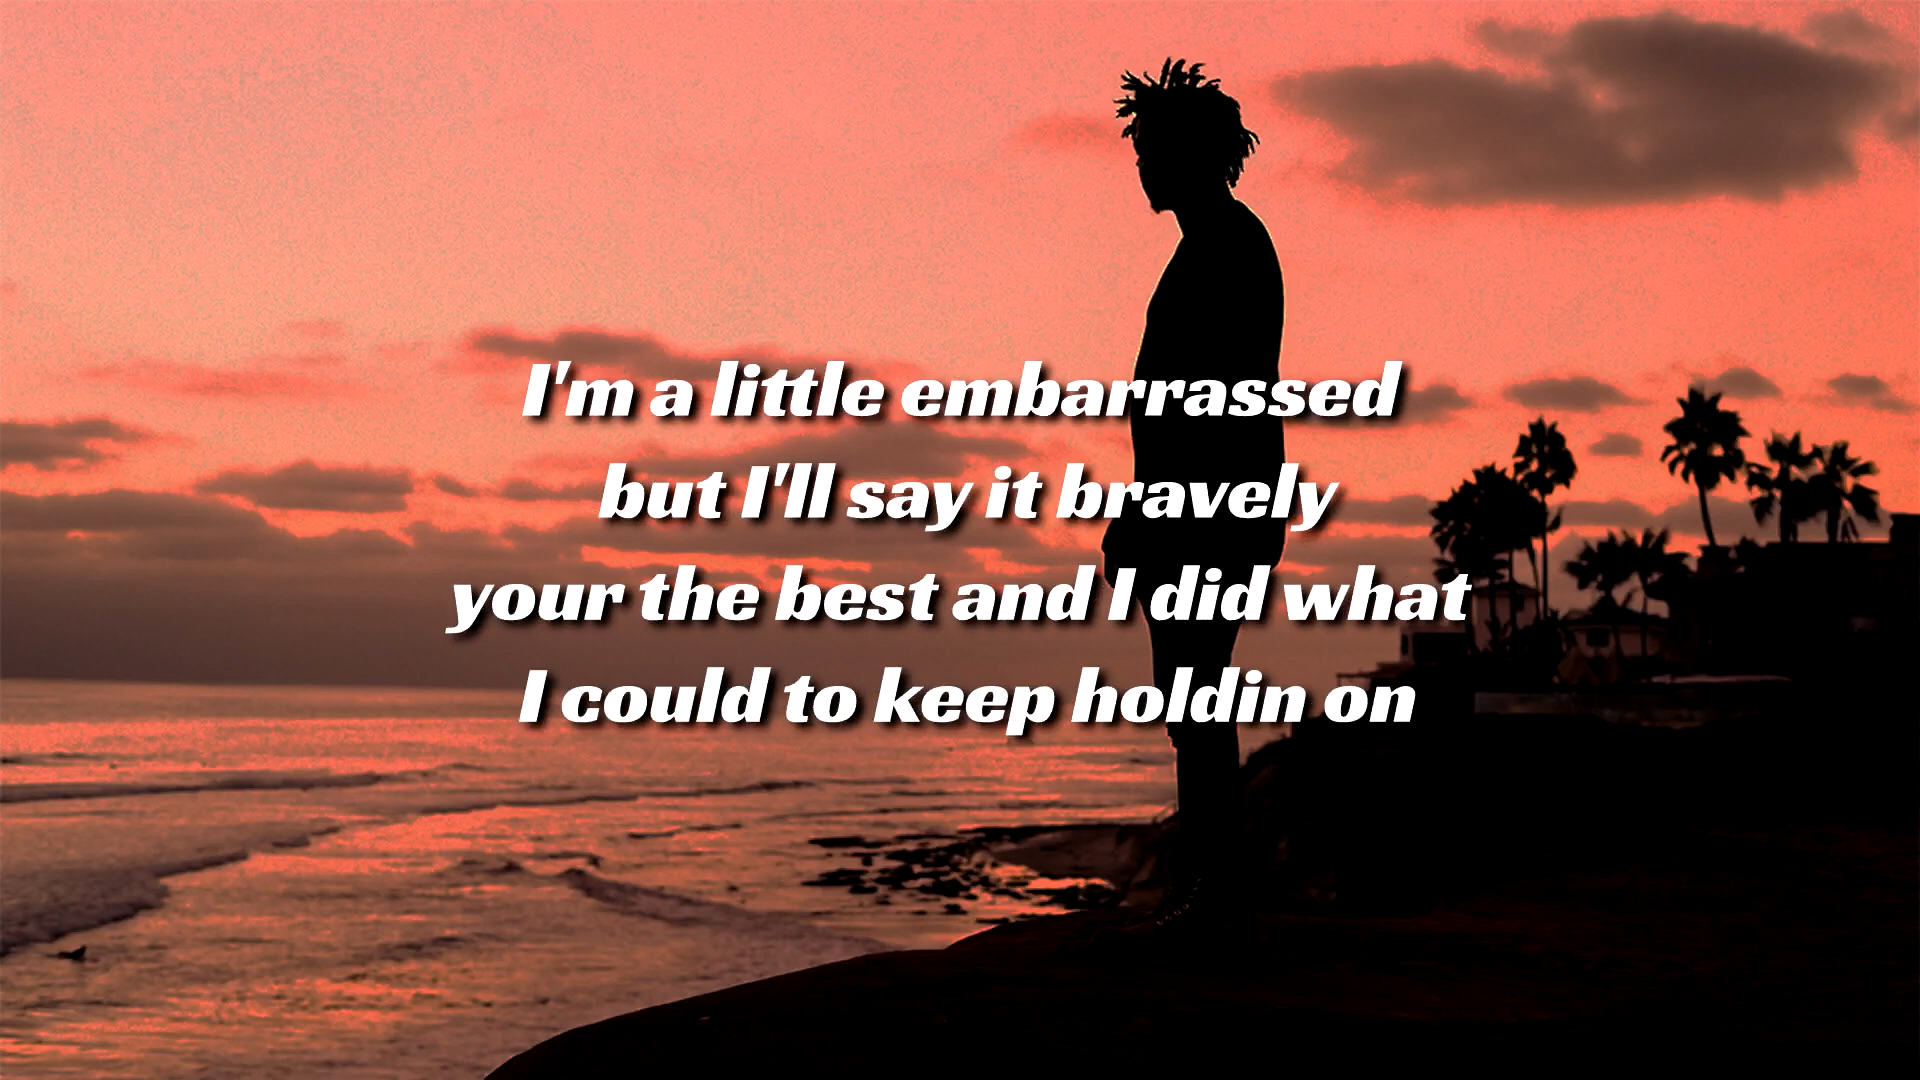 I'm a little embarrassed
but I'll say it bravely
your the best and I did what
I could to keep holdin on